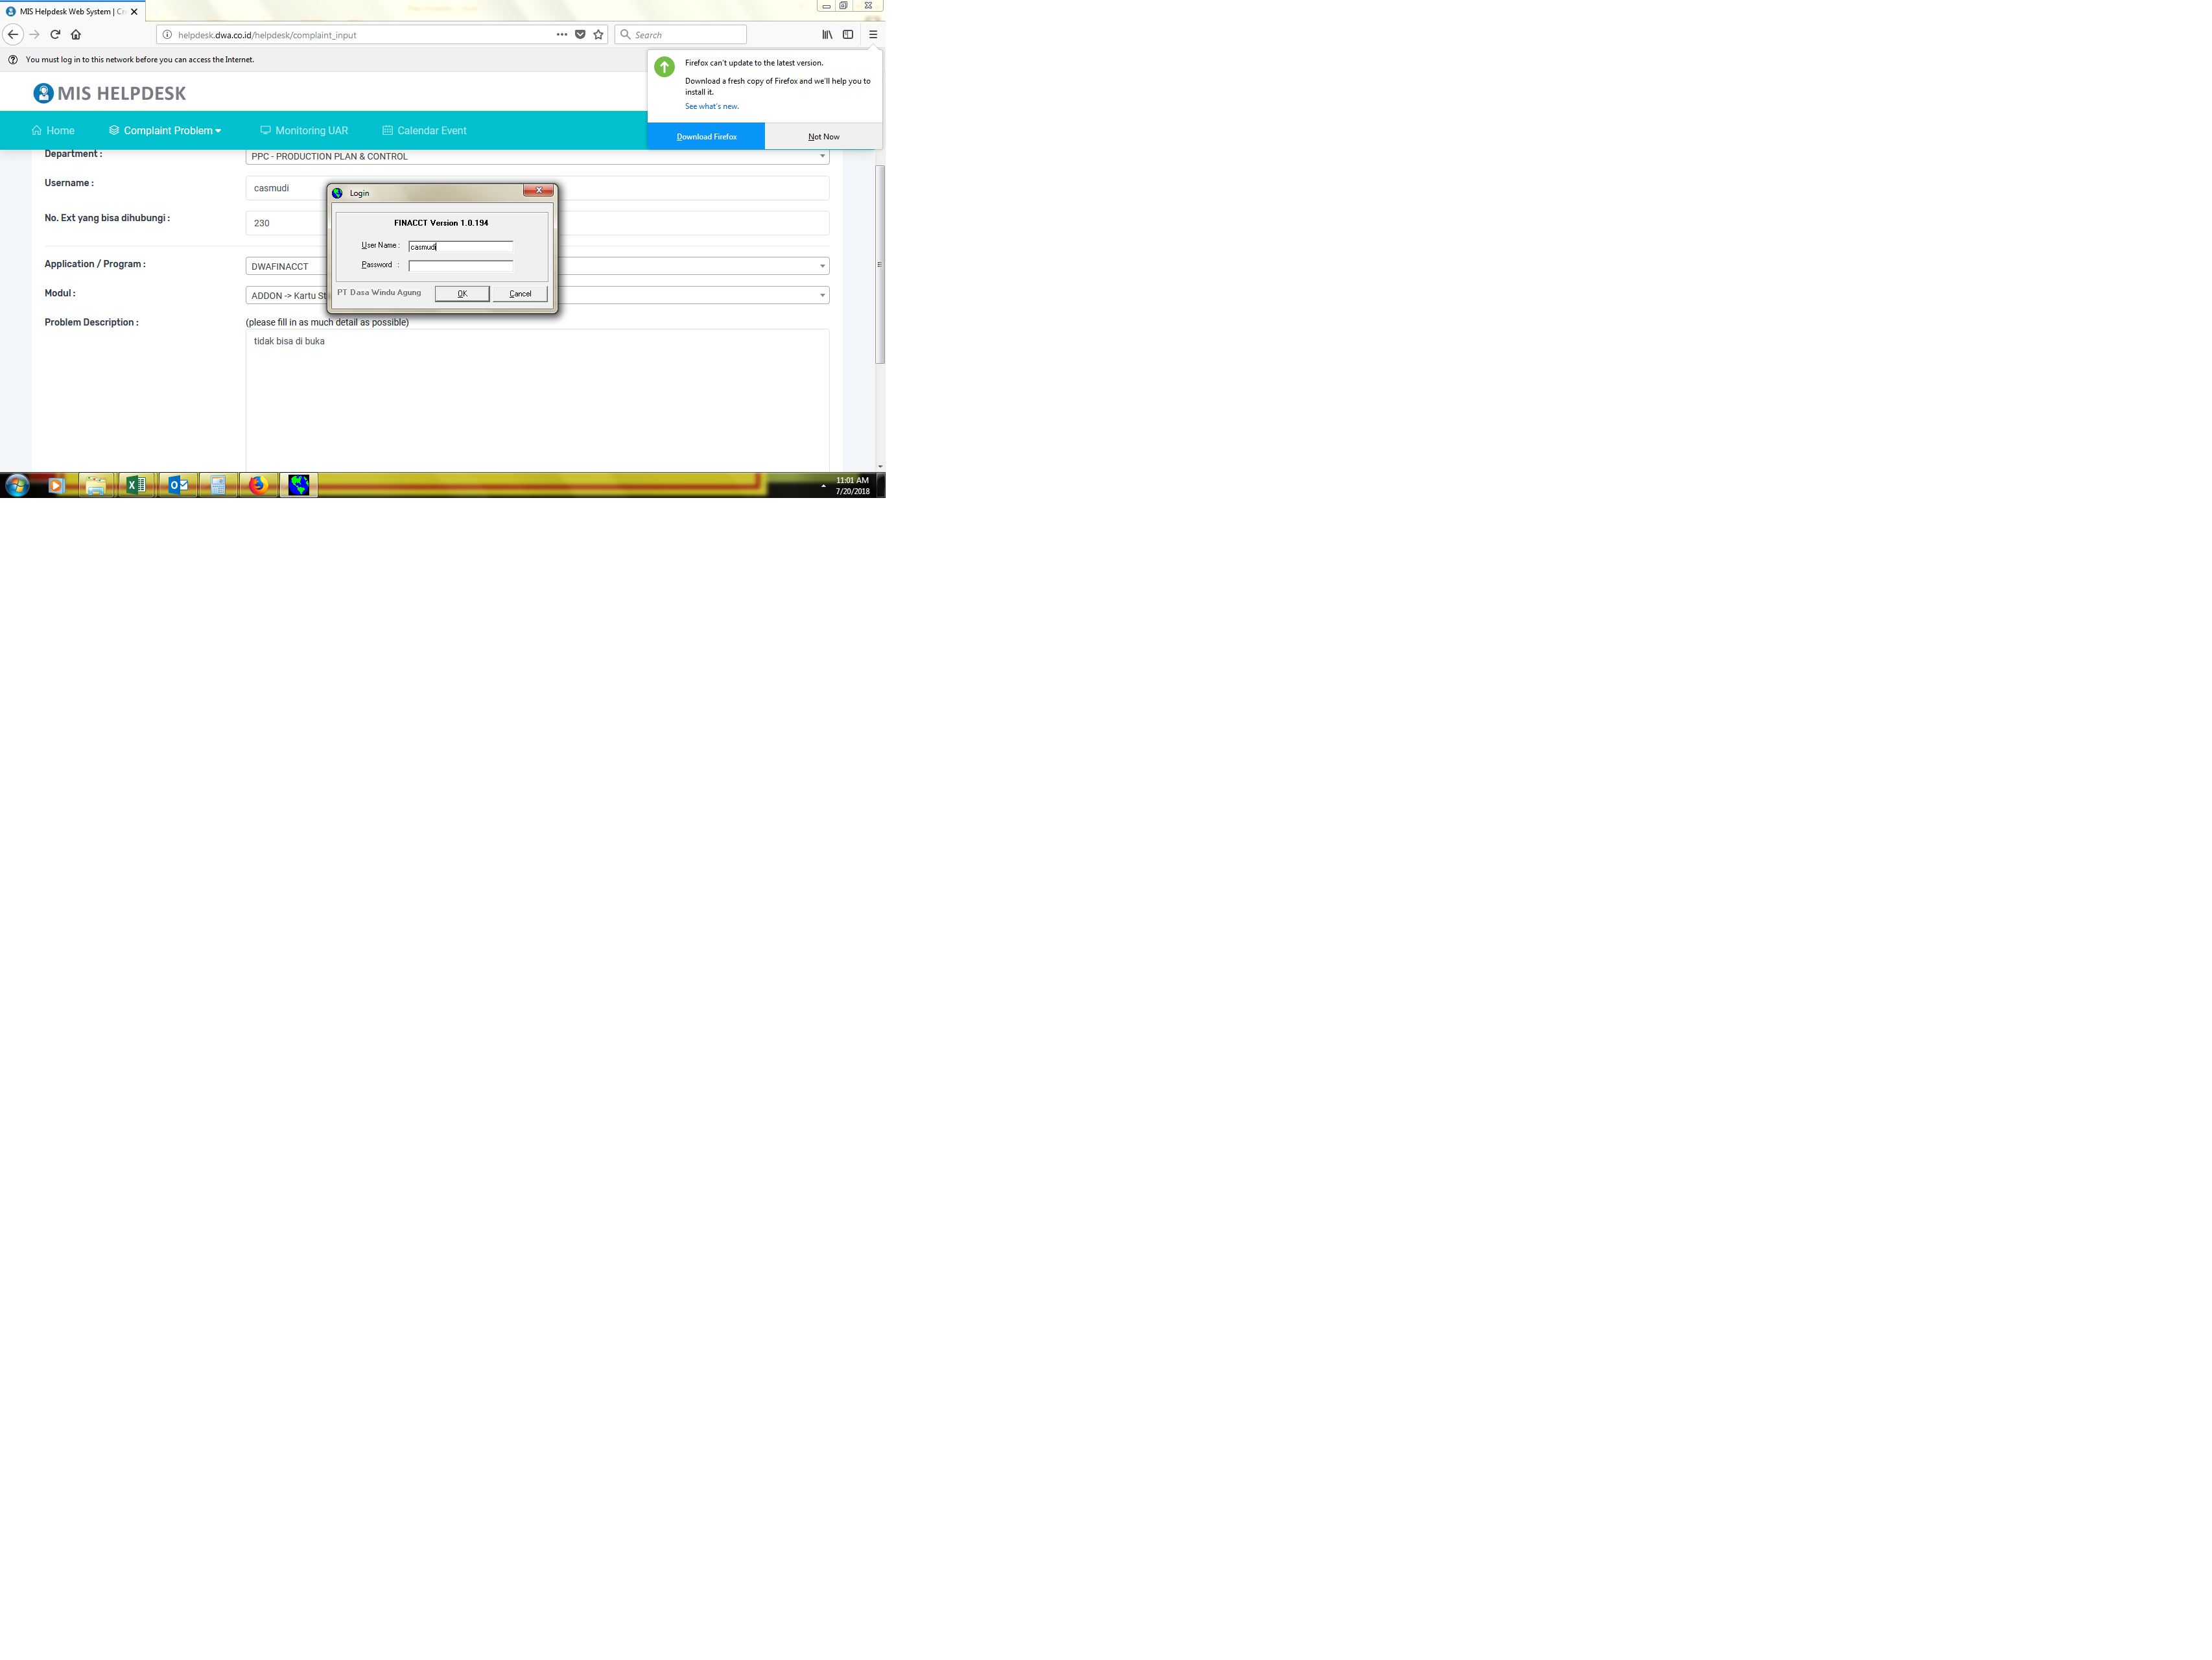 MIS Helpdesk Web System | Cr
helpdesk.dwa.co.id/helpdesk/complaint_input
Search
You must log in to this network before you can access the Internet.
Firefox can't update to the latest version.
Download a fresh copy of Firefox and we'll help you to
install it.
See what's new.
Download Firefox
Not Now
MIS HELPDESK
Home
Complaint Problem
Monitoring UAR
Calendar Event
Department :
PPC - PRODUCTION PLAN & CONTROL
Username :
casmudi
No. Ext yang bisa dihubungi :
230
Application / Program :
DWAFINACCT
Modul :
ADDON -> Kartu St
Problem Description :
(please fill in as much detail as possible)
tidak bisa di buka
Login
FINACCT Version 1.0.194
User Name :
casmudi
Password :
PT Dasa Windu Agung
OK
Cancel
11:01 AM
7/20/2018